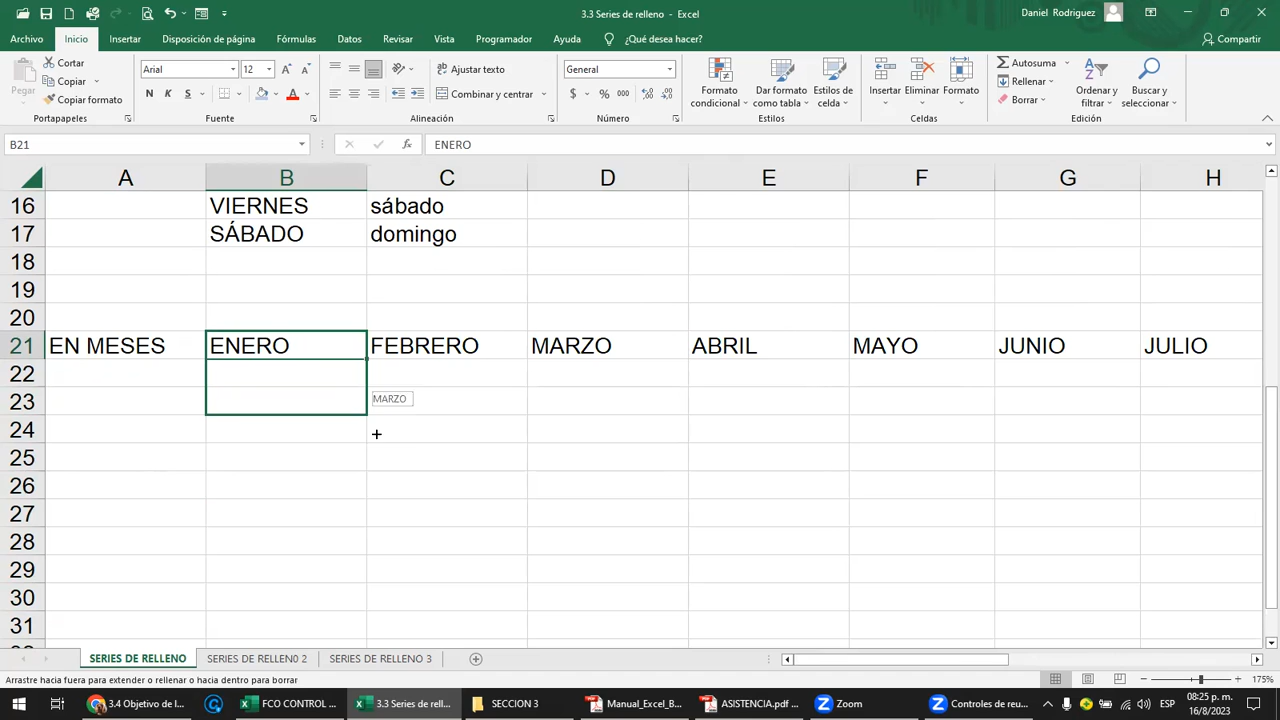 3.3 Series de relleno - Excel
Daniel Rodriguez
Archivo Inicio Insertar Disposición de página Fórmulas Datos Revisar Vista Programador Ayuda ¿Qué desea hacer? Compartir
Pegar
Cortar
Copiar
Copiar formato
Portapapeles
Arial 12
N K S
Fuente
Ajustar texto
Combinar y centrar
Alineación
General
$ % 000
Número
Formato condicional
Dar formato como tabla
Estilos de celda
Estilos
Insertar Eliminar Formato
Celdas
Autosuma
Rellenar
Borrar
Ordenar y filtrar
Buscar y seleccionar
Edición
B21 fx ENERO
A B C D E F G H
16 VIERNES sábado
17 SÁBADO domingo
18
19
20
21 EN MESES ENERO FEBRERO MARZO ABRIL MAYO JUNIO JULIO
22
23 MARZO
24
25
26
27
28
29
30
31
SERIES DE RELLENO SERIES DE RELLEN0 2 SERIES DE RELLENO 3
Arrastre hacia fuera para extender o rellenar o hacia dentro para borrar 175%
3.4 Objetivo de l... FCO CONTROL ... 3.3 Series de rellen... SECCION 3 Manual_Excel_B... ASISTENCIA.pdf ... Zoom Controles de reu... ESP 08:25 p. m.
16/8/2023